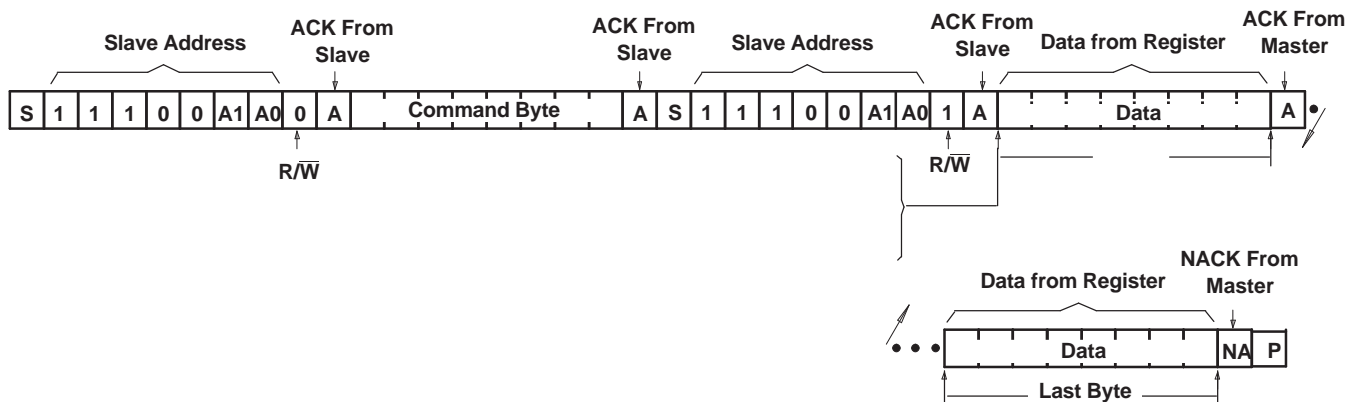 Slave Address
ACK From
Slave
ACK From
Slave
Slave Address
ACK From
Slave
Data from Register
ACK From
Master
S 1 1 1 0 0 A1 A0 0 A Command Byte A S 1 1 1 0 0 A1 A0 1 A Data A
R/W̅
R/W̅
Data from Register
NACK From
Master
Data NA P
Last Byte